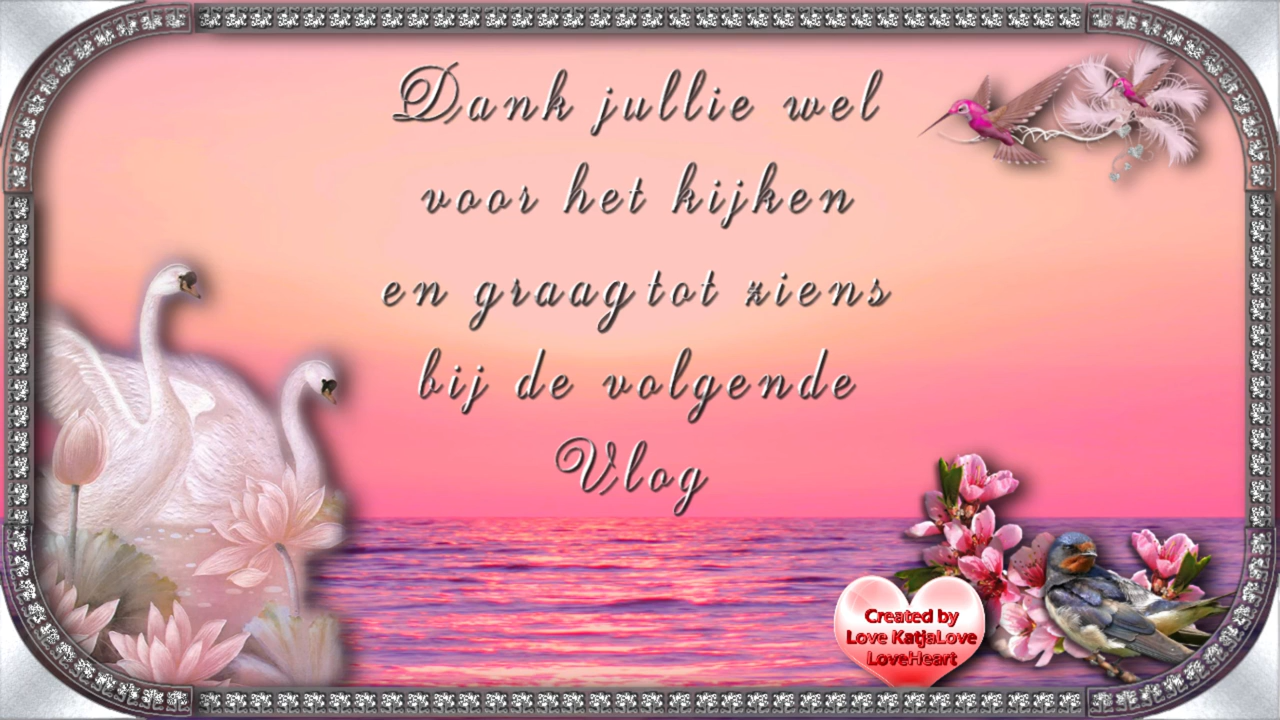 Dank jullie wel
voor het kijken
en graag tot ziens
bij de volgende
Vlog
Created by
Love KatjaLove
LoveHeart